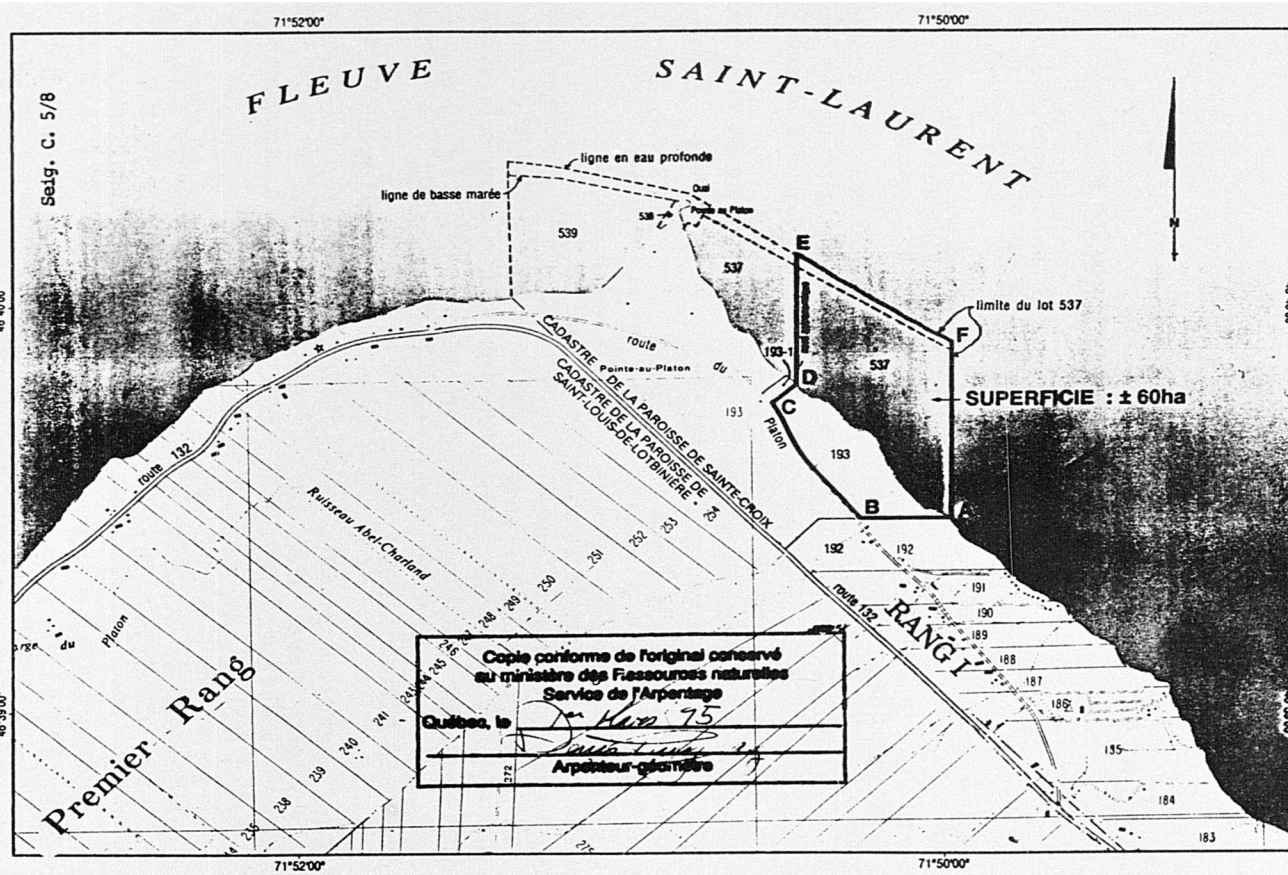 71°52'00"
71°50'00"
FLEUVE SAINT-LAURENT
Seig. C. 5/8
ligne en eau profonde
ligne de basse marée
Quai
Pointe au Platon
538
539
537
E
limite du lot 537
F
N
CADASTRE DE LA PAROISSE DE SAINTE-CROIX
CADASTRE DE LA PAROISSE DE
SAINT-LOUIS-DE-LOTBINIÈRE
route du Platon
Pointe-au-Platon
193-1
D
537
SUPERFICIE : ± 60ha
C
193
193
route 132
Ruisseau Abel-Charland
B
A
192
192
191
190
189
188
187
186
184
183
RANG I
route 132
253
252
251
250
249
248
246
245
244
241
240
239
238
272
du Platon
Premier Rang
Copie conforme de l'original conservé
au ministère des Ressources naturelles
Service de l'Arpentage
Québec, le 1er Mars 95
Arpenteur-géomètre
71°52'00"
71°50'00"